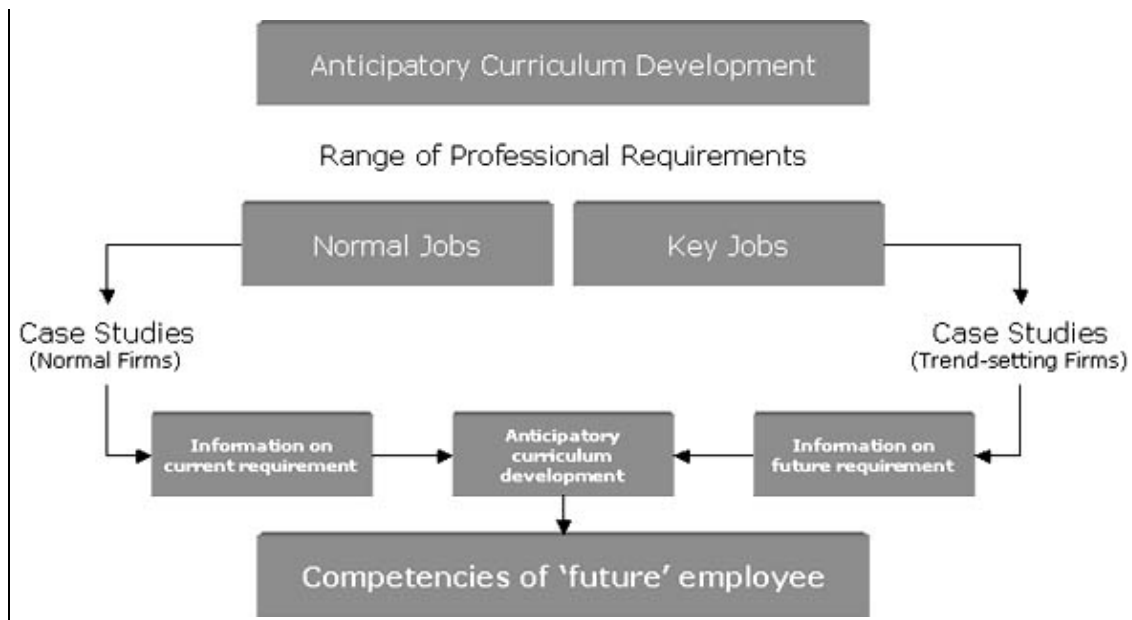 Anticipatory Curriculum Development
Range of Professional Requirements
Normal Jobs
Key Jobs
Case Studies
(Normal Firms)
Case Studies
(Trend-setting Firms)
Information on
current requirement
Anticipatory
curriculum
development
Information on
future requirement
Competencies of ‘future’ employee